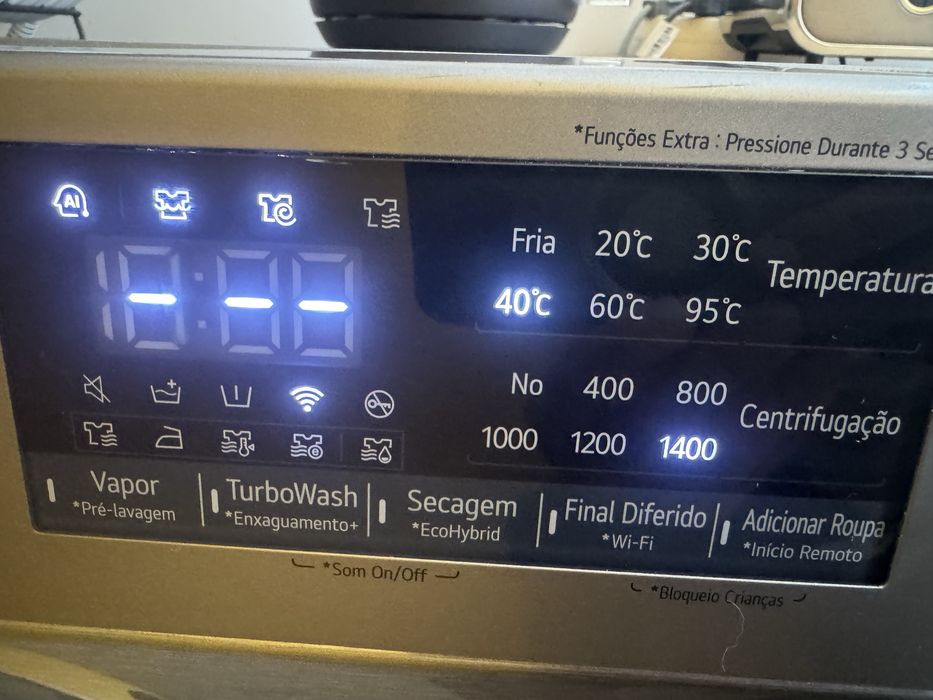 *Funções Extra : Pressione Durante 3 Se
AI
Fria 20°C 30°C
Temperatura
40°C 60°C 95°C
- - -
No 400 800
Centrifugação
1000 1200 1400
Vapor
*Pré-lavagem
TurboWash
*Enxaguamento+
Secagem
*EcoHybrid
Final Diferido
*Wi-Fi
Adicionar Roupa
*Início Remoto
*Som On/Off
*Bloqueio Crianças